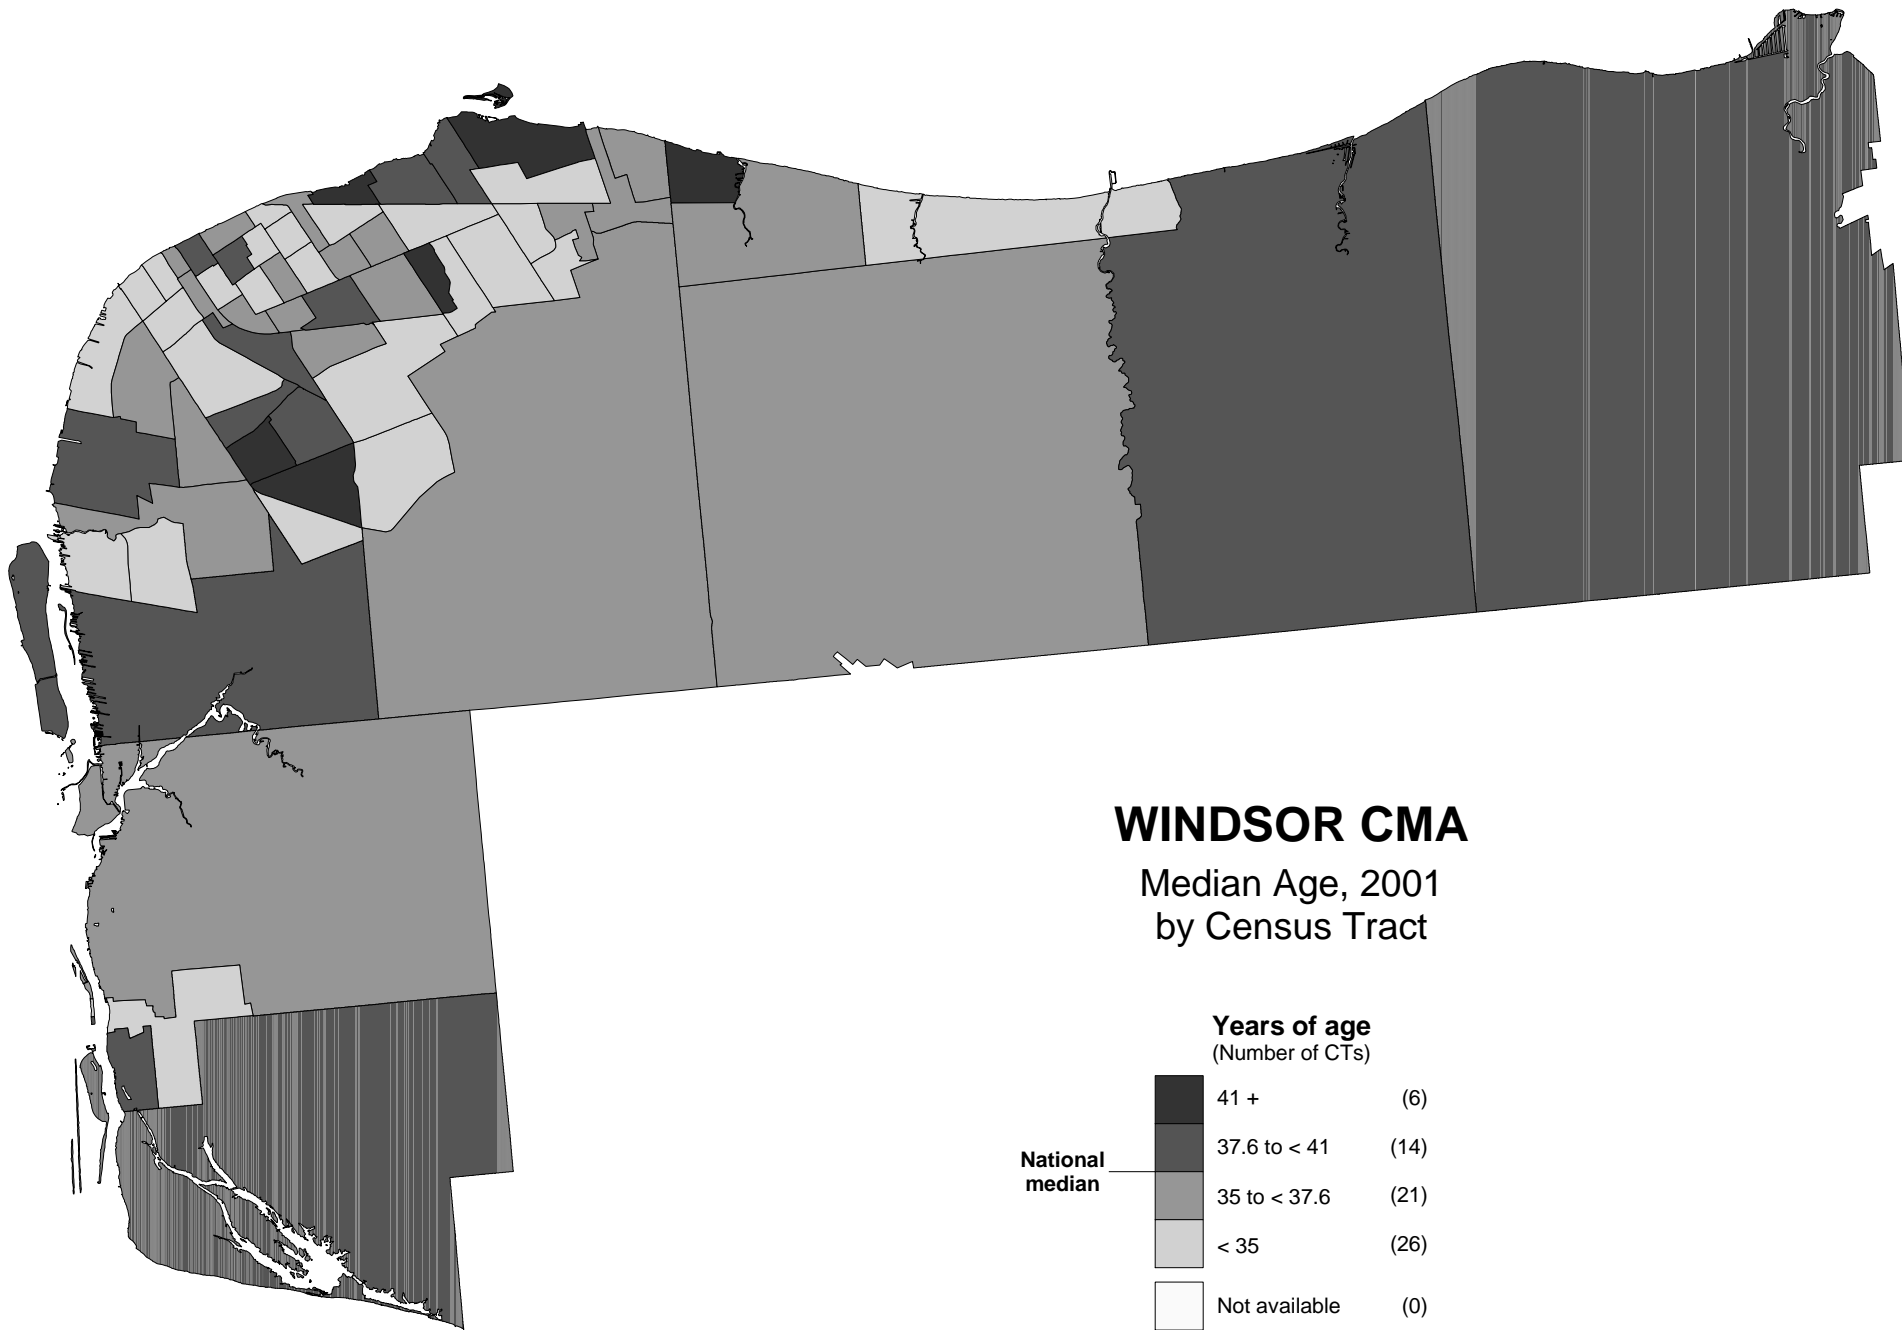 WINDSOR CMA
Median Age, 2001
by Census Tract
Years of age
(Number of CTs)
41 + (6)
37.6 to < 41 (14)
National
median
35 to < 37.6 (21)
< 35 (26)
Not available (0)